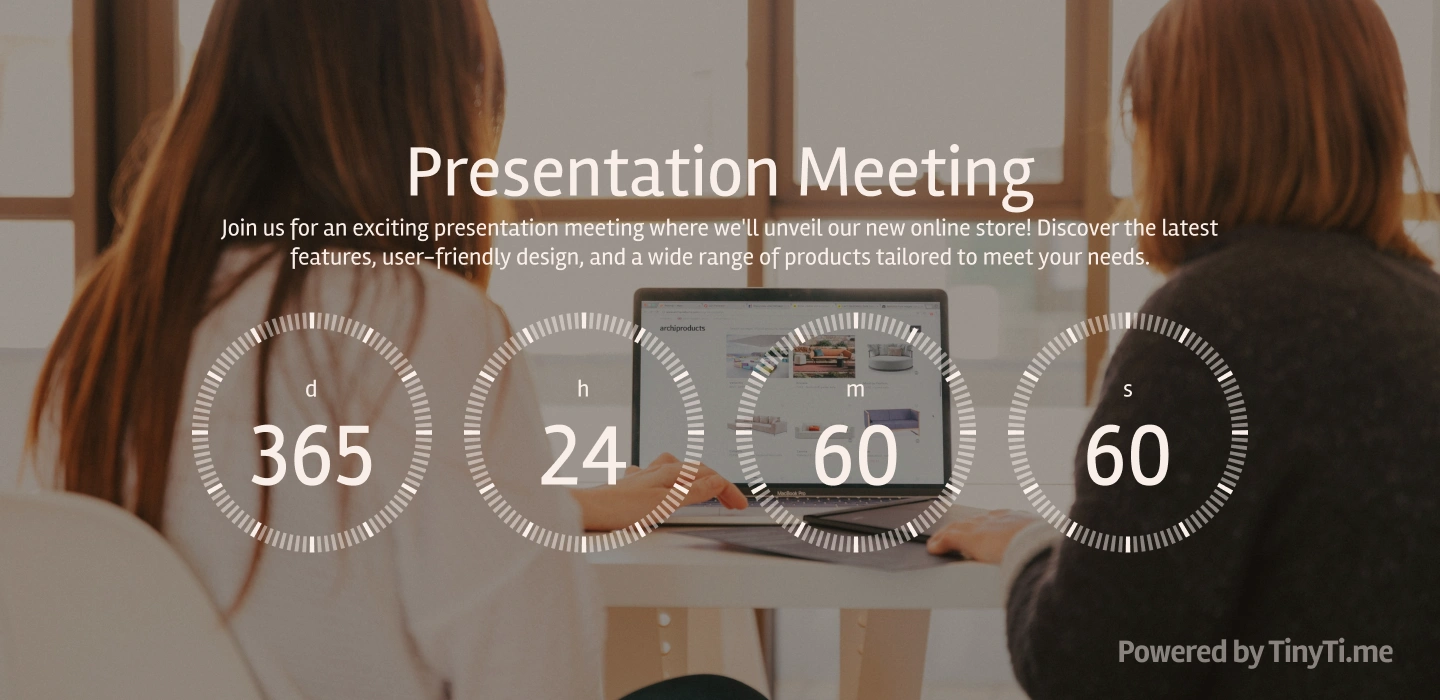 Presentation Meeting
Join us for an exciting presentation meeting where we'll unveil our new online store! Discover the latest
features, user-friendly design, and a wide range of products tailored to meet your needs.
archiproducts
d
h
m
s
365
24
60
60
MacBook Pro
Powered by TinyTi.me